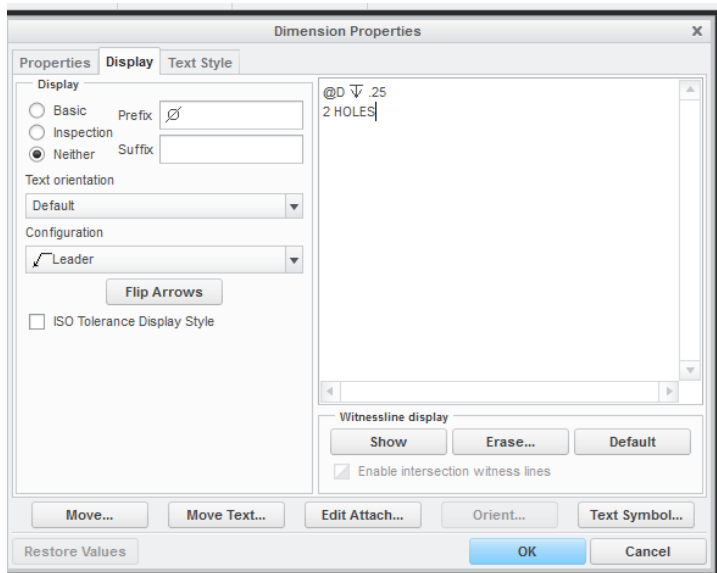 Dimension Properties
X
Properties Display Text Style
Display
Basic
Inspection
Neither
Prefix Ø
Suffix
Text orientation
Default
Configuration
Leader
Flip Arrows
ISO Tolerance Display Style
@D ↧ .25
2 HOLES
Witnessline display
Show Erase... Default
Enable intersection witness lines
Move... Move Text... Edit Attach... Orient... Text Symbol...
Restore Values OK Cancel